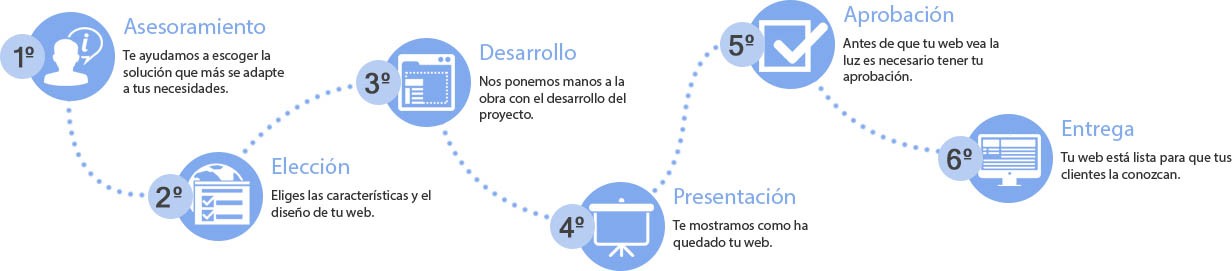 1º
Asesoramiento
Te ayudamos a escoger la
solución que más se adapte
a tus necesidades.
2º
Elección
Eliges las características y el
diseño de tu web.
3º
Desarrollo
Nos ponemos manos a la
obra con el desarrollo del
proyecto.
4º
Presentación
Te mostramos como ha
quedado tu web.
5º
Aprobación
Antes de que tu web vea la
luz es necesario tener tu
aprobación.
6º
Entrega
Tu web está lista para que tus
clientes la conozcan.